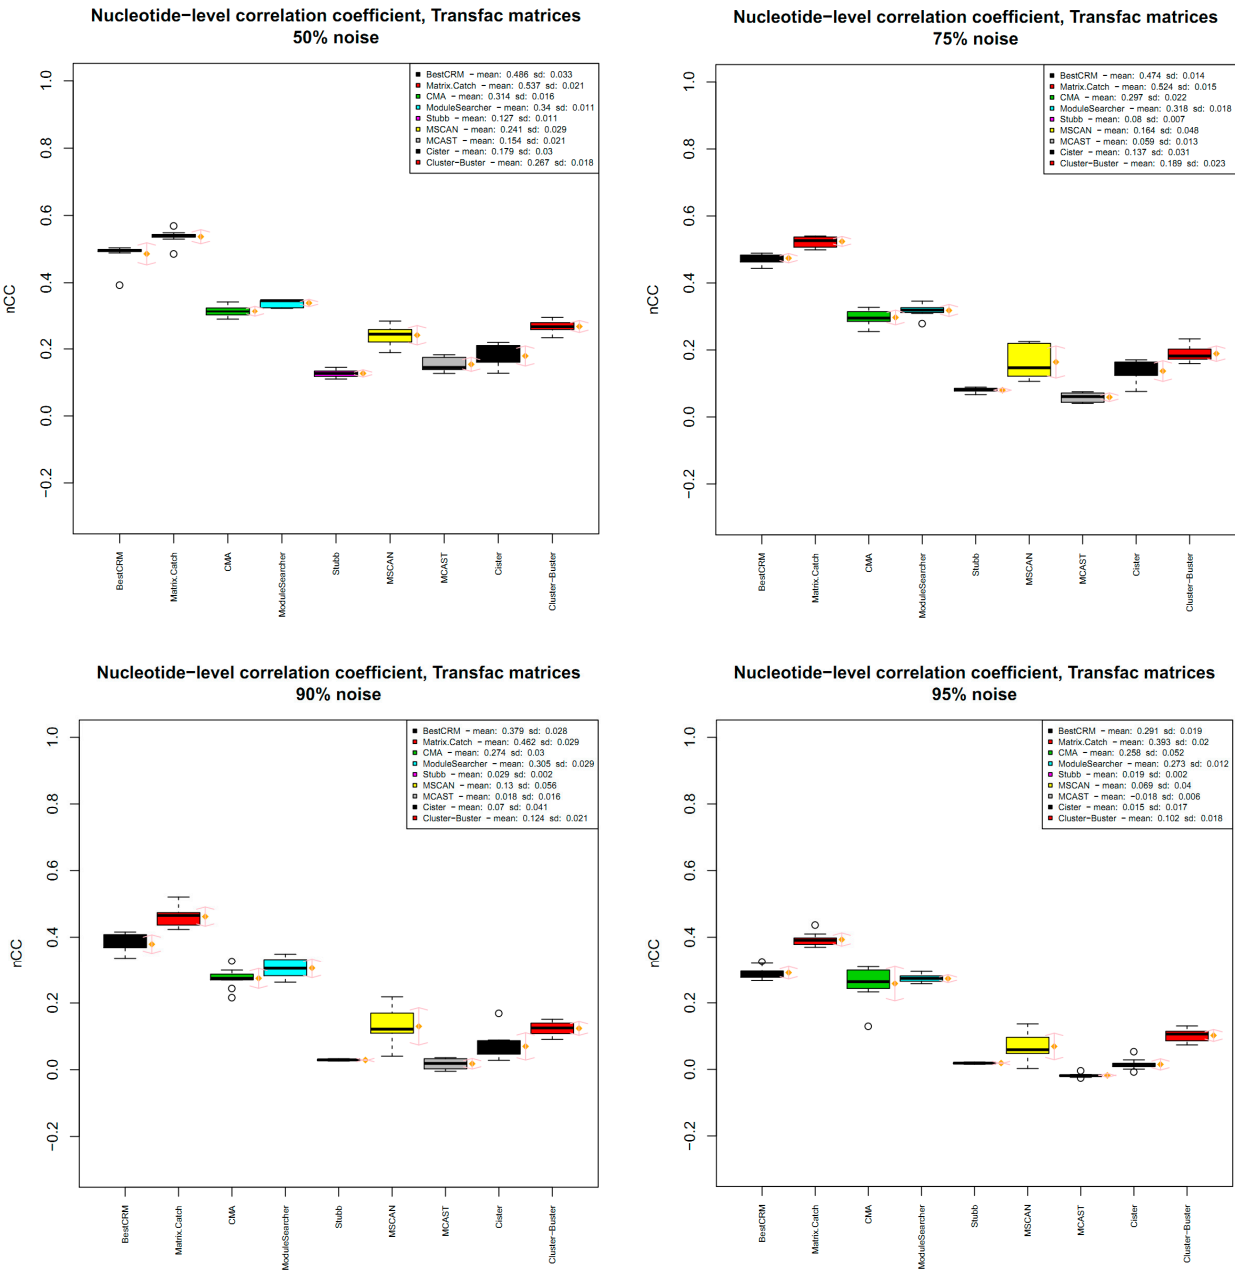 Nucleotide−level correlation coefficient, Transfac matrices
50% noise
nCC
1.0
0.8
0.6
0.4
0.2
0.0
−0.2
BestCRM − mean: 0.486 sd: 0.033
Matrix.Catch − mean: 0.537 sd: 0.021
CMA − mean: 0.314 sd: 0.016
ModuleSearcher − mean: 0.34 sd: 0.011
Stubb − mean: 0.127 sd: 0.011
MSCAN − mean: 0.241 sd: 0.029
MCAST − mean: 0.154 sd: 0.021
Cister − mean: 0.179 sd: 0.03
Cluster−Buster − mean: 0.267 sd: 0.018
BestCRM
Matrix.Catch
CMA
ModuleSearcher
Stubb
MSCAN
MCAST
Cister
Cluster−Buster
Nucleotide−level correlation coefficient, Transfac matrices
75% noise
nCC
1.0
0.8
0.6
0.4
0.2
0.0
−0.2
BestCRM − mean: 0.474 sd: 0.014
Matrix.Catch − mean: 0.524 sd: 0.015
CMA − mean: 0.297 sd: 0.022
ModuleSearcher − mean: 0.318 sd: 0.018
Stubb − mean: 0.08 sd: 0.007
MSCAN − mean: 0.164 sd: 0.048
MCAST − mean: 0.059 sd: 0.013
Cister − mean: 0.137 sd: 0.031
Cluster−Buster − mean: 0.189 sd: 0.023
BestCRM
Matrix.Catch
CMA
ModuleSearcher
Stubb
MSCAN
MCAST
Cister
Cluster−Buster
Nucleotide−level correlation coefficient, Transfac matrices
90% noise
nCC
1.0
0.8
0.6
0.4
0.2
0.0
−0.2
BestCRM − mean: 0.379 sd: 0.028
Matrix.Catch − mean: 0.462 sd: 0.029
CMA − mean: 0.274 sd: 0.03
ModuleSearcher − mean: 0.305 sd: 0.029
Stubb − mean: 0.029 sd: 0.002
MSCAN − mean: 0.13 sd: 0.056
MCAST − mean: 0.018 sd: 0.016
Cister − mean: 0.07 sd: 0.041
Cluster−Buster − mean: 0.124 sd: 0.021
BestCRM
Matrix.Catch
CMA
ModuleSearcher
Stubb
MSCAN
MCAST
Cister
Cluster−Buster
Nucleotide−level correlation coefficient, Transfac matrices
95% noise
nCC
1.0
0.8
0.6
0.4
0.2
0.0
−0.2
BestCRM − mean: 0.291 sd: 0.019
Matrix.Catch − mean: 0.393 sd: 0.02
CMA − mean: 0.258 sd: 0.052
ModuleSearcher − mean: 0.273 sd: 0.012
Stubb − mean: 0.019 sd: 0.002
MSCAN − mean: 0.069 sd: 0.04
MCAST − mean: −0.018 sd: 0.006
Cister − mean: 0.015 sd: 0.017
Cluster−Buster − mean: 0.102 sd: 0.018
BestCRM
Matrix.Catch
CMA
ModuleSearcher
Stubb
MSCAN
MCAST
Cister
Cluster−Buster